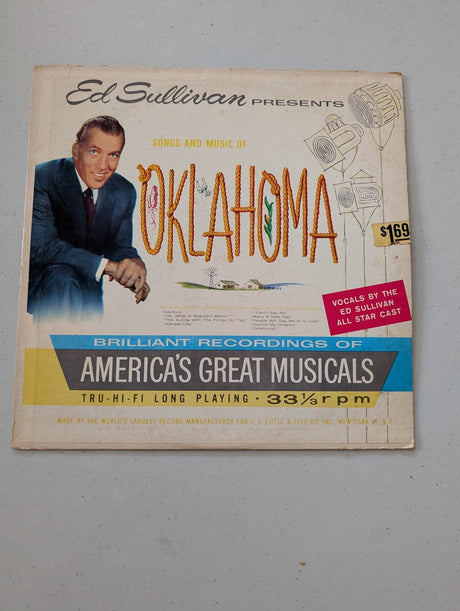 Ed Sullivan PRESENTS
SONGS AND MUSIC OF
OKLAHOMA
$1.69
Overture
"Oh, What A Beautiful Mornin'"
"The Surrey With The Fringe On Top"
"Kansas City"
"I Can't Say No"
"Many A New Day"
"People Will Say We're In Love"
"Out Of My Dreams"
"Oklahoma"
VOCALS BY THE
ED SULLIVAN
ALL STAR CAST
BRILLIANT RECORDINGS OF
AMERICA'S GREAT MUSICALS
TRU-HI-FI LONG PLAYING • 33⅓ rpm
MADE BY THE WORLD'S LARGEST RECORD MANUFACTURER FOR J. J. LITTLE & IVES CO. INC., NEW YORK